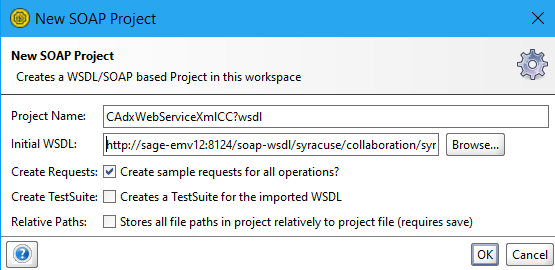 New SOAP Project
New SOAP Project
Creates a WSDL/SOAP based Project in this workspace
Project Name: CAdxWebServiceXmlCC?wsdl
Initial WSDL: http://sage-emv12:8124/soap-wsdl/syracuse/collaboration/syr Browse...
Create Requests: Create sample requests for all operations?
Create TestSuite: Creates a TestSuite for the imported WSDL
Relative Paths: Stores all file paths in project relatively to project file (requires save)
? OK Cancel